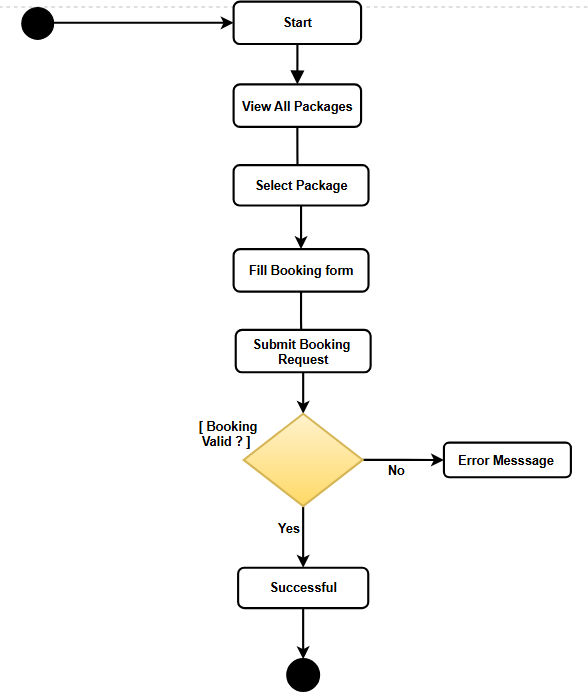 Start
View All Packages
Select Package
Fill Booking form
Submit Booking
Request
[ Booking
Valid ? ]
No
Error Messsage
Yes
Successful